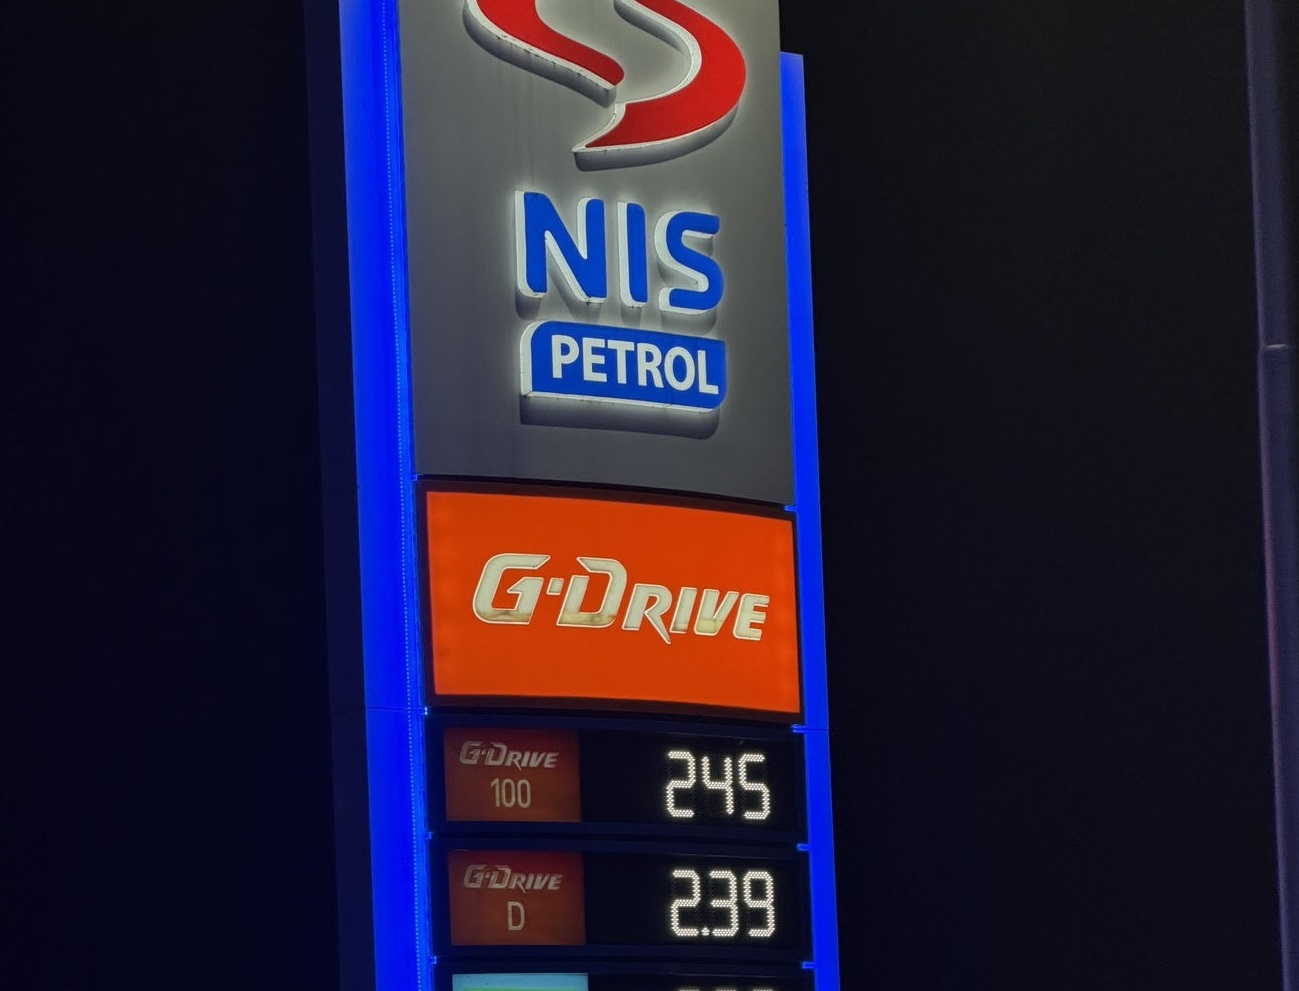 NIS
PETROL
G-DRIVE
G-DRIVE
100
245
G-DRIVE
D
2.39